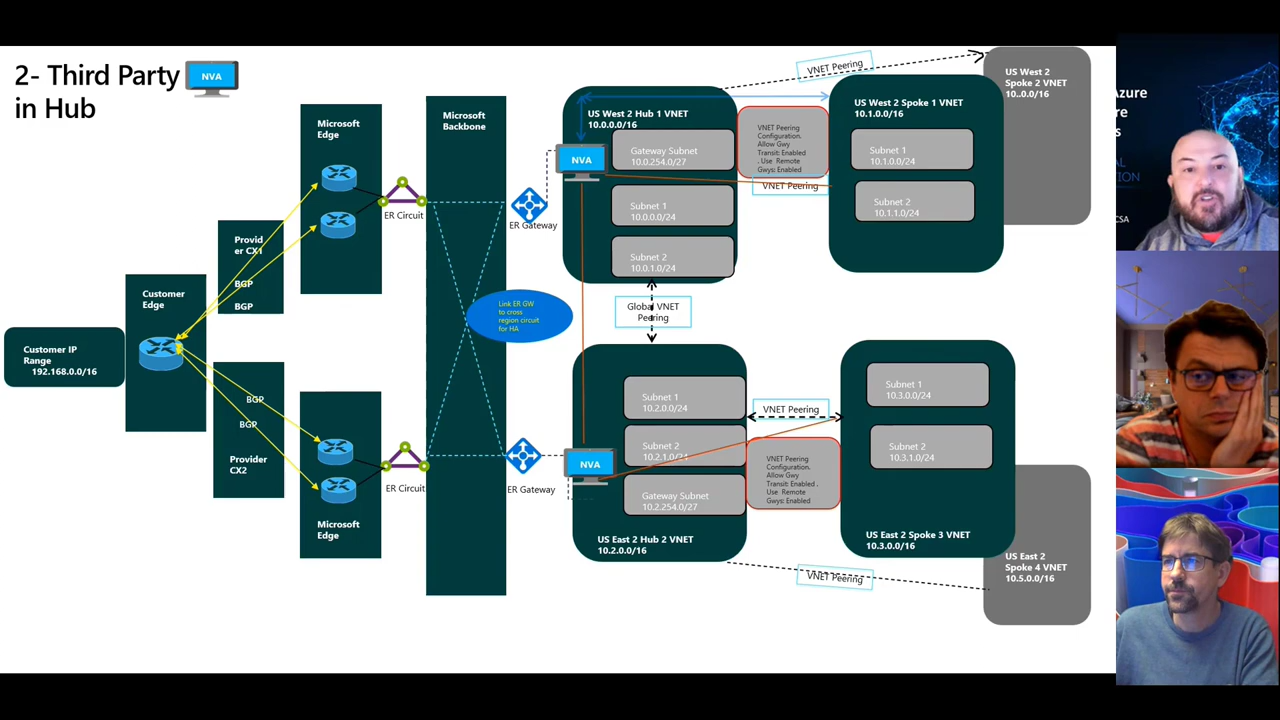 2- Third Party NVA
in Hub
Microsoft
Edge
Microsoft
Backbone
ER Circuit
ER Gateway
Provid
er CX1
BGP
BGP
Customer
Edge
Customer IP
Range
192.168.0.0/16
BGP
BGP
Provider
CX2
Microsoft
Edge
ER Circuit
ER Gateway
Link ER GW
to cross
region circuit
for HA
US West 2 Hub 1 VNET
10.0.0.0/16
NVA
Gateway Subnet
10.0.254.0/27
Subnet 1
10.0.0.0/24
Subnet 2
10.0.1.0/24
VNET Peering
VNET Peering
Configuration.
Allow Gwy
Transit: Enabled
. Use Remote
Gwys: Enabled
VNET Peering
US West 2 Spoke 1 VNET
10.1.0.0/16
Subnet 1
10.1.0.0/24
Subnet 2
10.1.1.0/24
US West 2
Spoke 2 VNET
10..0.0/16
Global VNET
Peering
NVA
Subnet 1
10.2.0.0/24
Subnet 2
10.2.1.0/24
Gateway Subnet
10.2.254.0/27
US East 2 Hub 2 VNET
10.2.0.0/16
VNET Peering
VNET Peering
Configuration.
Allow Gwy
Transit: Enabled .
Use Remote
Gwys: Enabled
VNET Peering
Subnet 1
10.3.0.0/24
Subnet 2
10.3.1.0/24
US East 2 Spoke 3 VNET
10.3.0.0/16
US East 2
Spoke 4 VNET
10.5.0.0/16
Azure
CSA